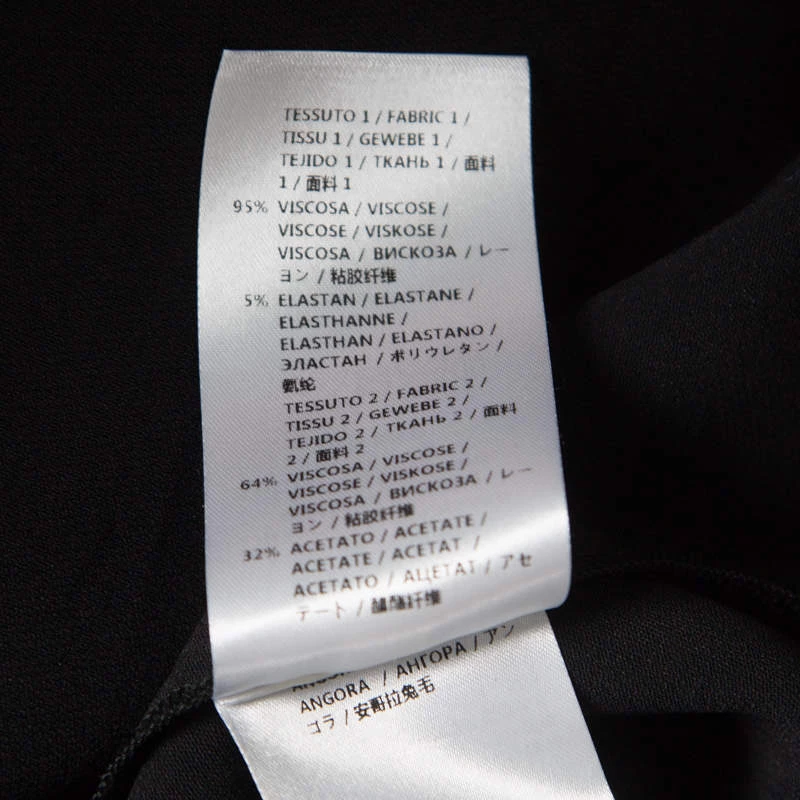 TESSUTO 1 / FABRIC 1 /
TISSU 1 / GEWEBE 1 /
TEJIDO 1 / ТКАНЬ 1 / 面料
1 / 面料 1
95% VISCOSA / VISCOSE /
VISCOSE / VISKOSE /
VISCOSA / ВИСКОЗА / レー
ヨン / 粘胶纤维
5% ELASTAN / ELASTANE /
ELASTHANNE /
ELASTHAN / ELASTANO /
ЭЛАСТАН / ポリウレタン /
氨纶
TESSUTO 2 / FABRIC 2 /
TISSU 2 / GEWEBE 2 /
TEJIDO 2 / ТКАНЬ 2 / 面料
2 / 面料 2
64% VISCOSA / VISCOSE /
VISCOSE / VISKOSE /
VISCOSA / ВИСКОЗА / レー
ヨン / 粘胶纤维
32% ACETATO / ACETATE /
ACETATE / ACETAT /
ACETATO / АЦЕТАТ / アセ
テート / 醋酯纤维
ANGORA / АНГОРА / アン
ゴラ / 安哥拉兔毛